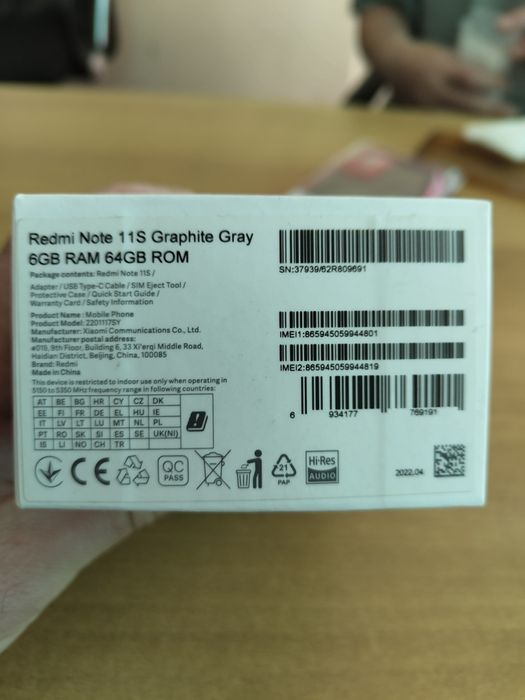 Redmi Note 11S Graphite Gray
6GB RAM 64GB ROM
Package contents: Redmi Note 11S /
Adapter / USB Type-C Cable / SIM Eject Tool /
Protective Case / Quick Start Guide /
Warranty Card / Safety Information
Product Name: Mobile Phone
Product Model: 2201117SY
Manufacturer: Xiaomi Communications Co., Ltd.
Manufacturer address:
#019, 9th Floor, Building 6, 33 Xi'erqi Middle Road,
Haidian District, Beijing, China, 100085
Brand: Redmi
Made in China
This device is restricted to indoor use only when operating in
5150 to 5350 MHz frequency range in following countries:
AT BE BG HR CY CZ DK
EE FI FR DE EL HU IE
IT LV LT LU MT NL PL
PT RO SK SI ES SE UK(NI)
IS LI NO CH TR
SN:37939/62R809691
IMEI1:865945059944801
IMEI2:865945059944819
6 934177 769191
CE
QC
PASS
21
PAP
Hi-Res
AUDIO
2022.04